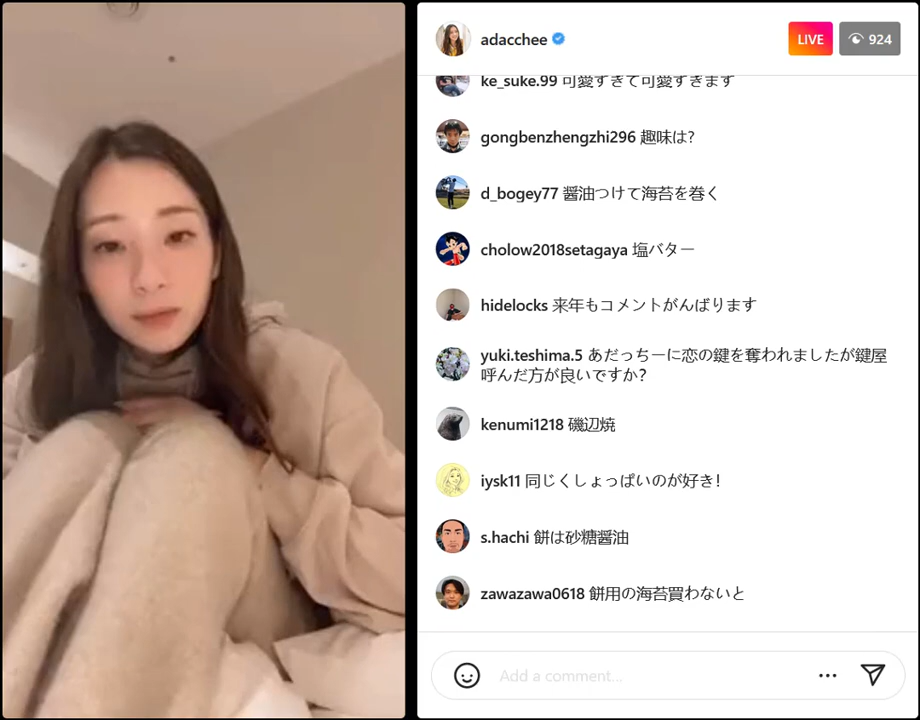 adacchee
LIVE
924
ke_suke.99 可愛すぎて可愛すぎます
gongbenzhengzhi296 趣味は?
d_bogey77 醤油つけて海苔を巻く
cholow2018setagaya 塩バター
hidelocks 来年もコメントがんばります
yuki.teshima.5 あだっちーに恋の鍵を奪われましたが鍵屋
呼んだ方が良いですか?
kenumi1218 磯辺焼
iysk11 同じくしょっぱいのが好き!
s.hachi 餅は砂糖醤油
zawazawa0618 餅用の海苔買わないと
Add a comment...